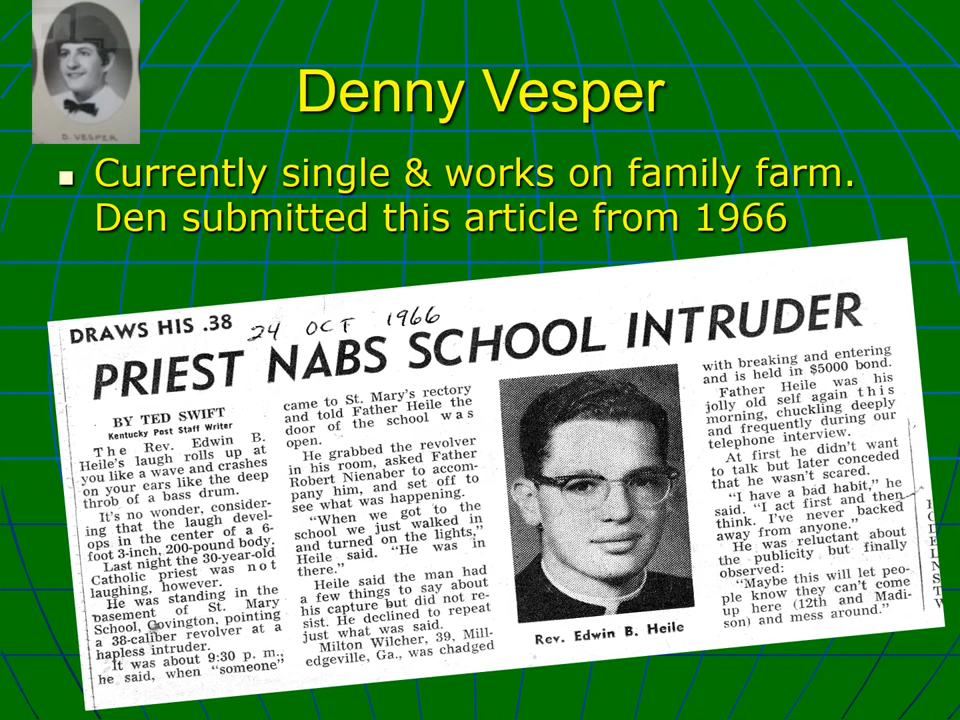 D. VESPER
Denny Vesper
Currently single & works on family farm.
Den submitted this article from 1966
DRAWS HIS .38
24 OCT 1966
PRIEST NABS SCHOOL INTRUDER
BY TED SWIFT
Kentucky Post Staff Writer
The Rev. Edwin B.
Heile's laugh rolls up at
you like a wave and crashes
on your ears like the deep
throb of a bass drum.
It's no wonder, consider-
ing that the laugh devel-
ops in the center of a 6-
foot 3-inch, 200-pound body.
Last night the 30-year-old
Catholic priest was not
laughing, however.
He was standing in the
basement of St. Mary
School, Covington, pointing
a 38-caliber revolver at a
hapless intruder.
It was about 9:30 p. m.,
he said, when "someone"
came to St. Mary's rectory
and told Father Heile the
door of the school was
open.
He grabbed the revolver
in his room, asked Father
Robert Nienaber to accom-
pany him, and set off to
see what was happening.
"When we got to the
school we just walked in
and turned on the lights,"
Heile said. "He was in
there."
Heile said the man had
a few things to say about
his capture but did not re-
sist. He declined to repeat
just what was said.
Milton Wilcher, 39, Mill-
edgeville, Ga., was chadged
Rev. Edwin B. Heile
with breaking and entering
and is held in $5000 bond.
Father Heile was his
jolly old self again this
morning, chuckling deeply
and frequently during our
telephone interview.
At first he didn't want
to talk but later conceded
that he wasn't scared.
"I have a bad habit," he
said. "I act first and then
think. I've never backed
away from anyone."
He was reluctant about
the publicity but finally
observed:
"Maybe this will let peo-
ple know they can't come
up here (12th and Madi-
son) and mess around."